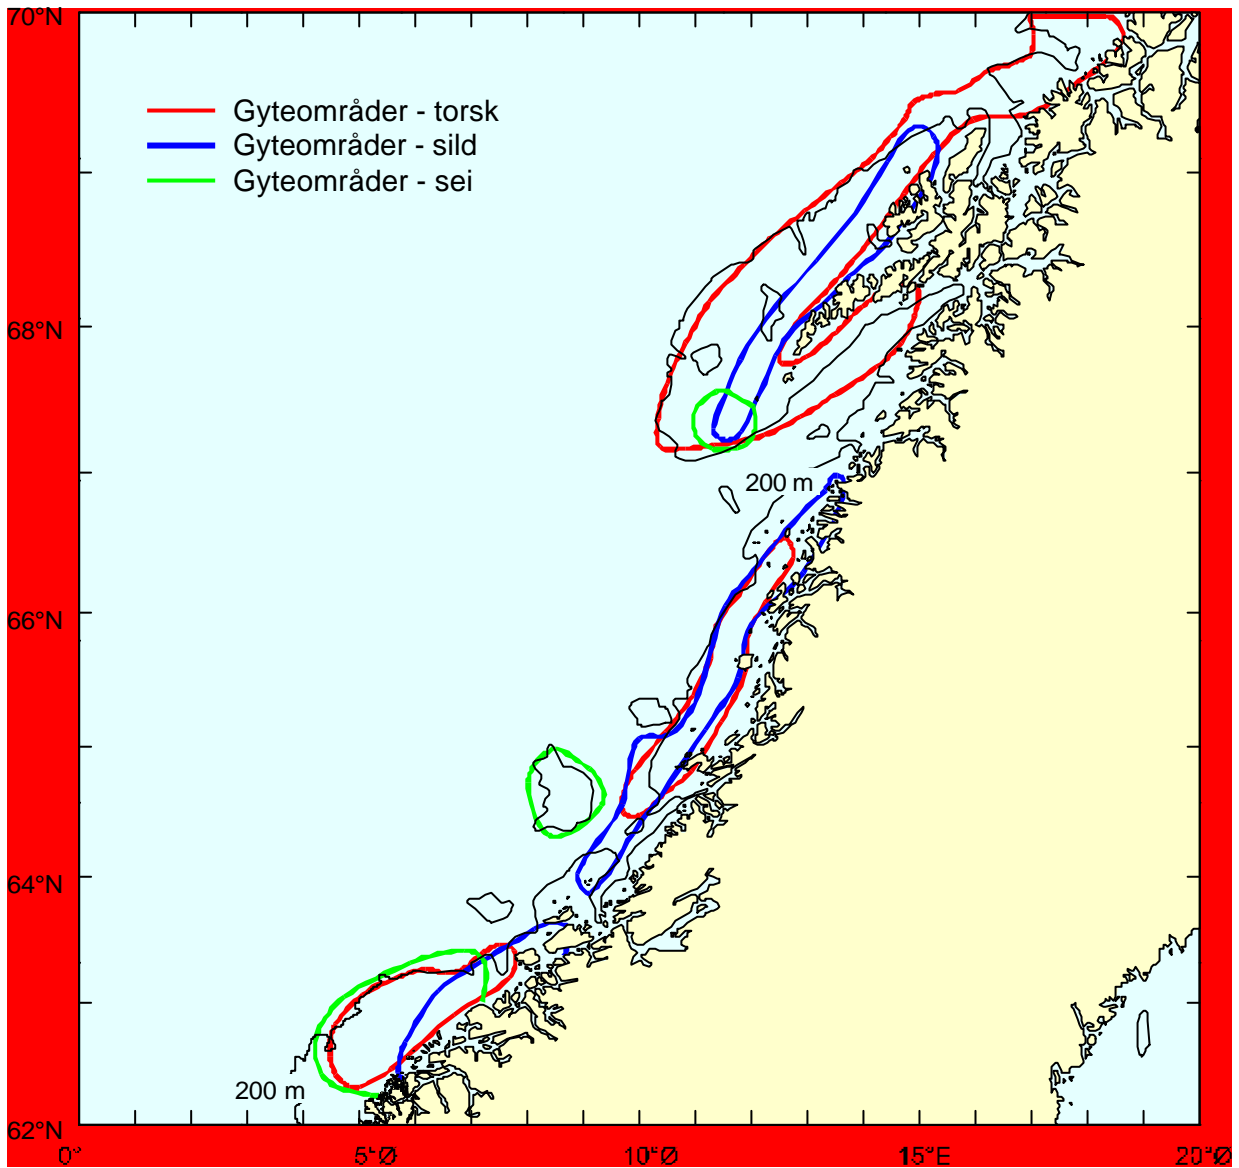 70°N
Gyteområder - torsk
Gyteområder - sild
Gyteområder - sei
68°N
200 m
66°N
64°N
200 m
62°N
0° 5°Ø 10°Ø 15°E 20°Ø